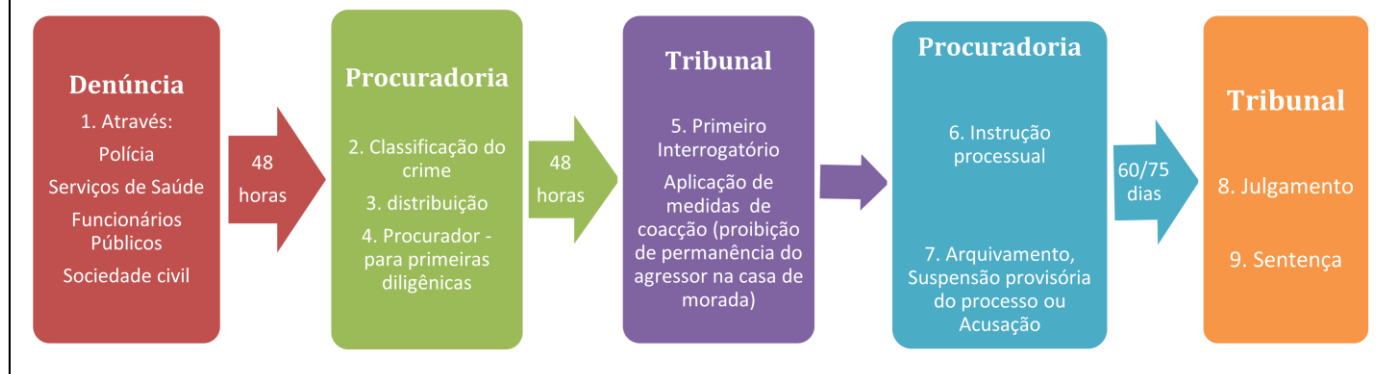 Denúncia
1. Através:
Polícia
Serviços de Saúde
Funcionários
Públicos
Sociedade civil
48
horas
Procuradoria
2. Classificação do
crime
3. distribuição
4. Procurador -
para primeiras
diligênicas
48
horas
Tribunal
5. Primeiro
Interrogatório
Aplicação de
medidas de
coacção (proibição
de permanência do
agressor na casa de
morada)
Procuradoria
6. Instrução
processual
7. Arquivamento,
Suspensão provisória
do processo ou
Acusação
60/75
dias
Tribunal
8. Julgamento
9. Sentença